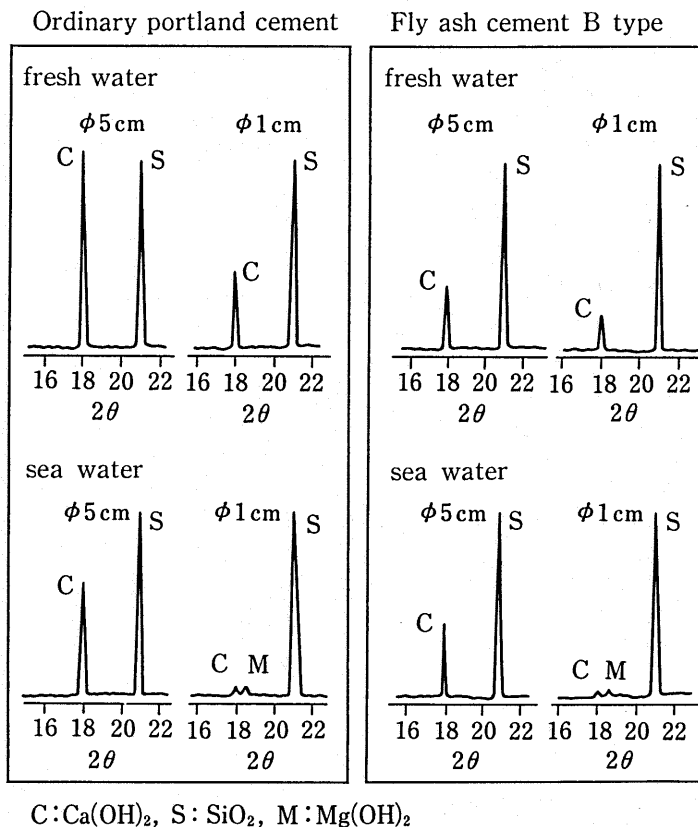 Ordinary portland cement
fresh water
φ5cm φ1cm
C S C S
16 18 20 22 16 18 20 22
2θ 2θ
sea water
φ5cm φ1cm
C S C M S
16 18 20 22 16 18 20 22
2θ 2θ
Fly ash cement B type
fresh water
φ5cm φ1cm
C S C S
16 18 20 22 16 18 20 22
2θ 2θ
sea water
φ5cm φ1cm
C S C M S
16 18 20 22 16 18 20 22
2θ 2θ
C:Ca(OH)₂, S:SiO₂, M:Mg(OH)₂